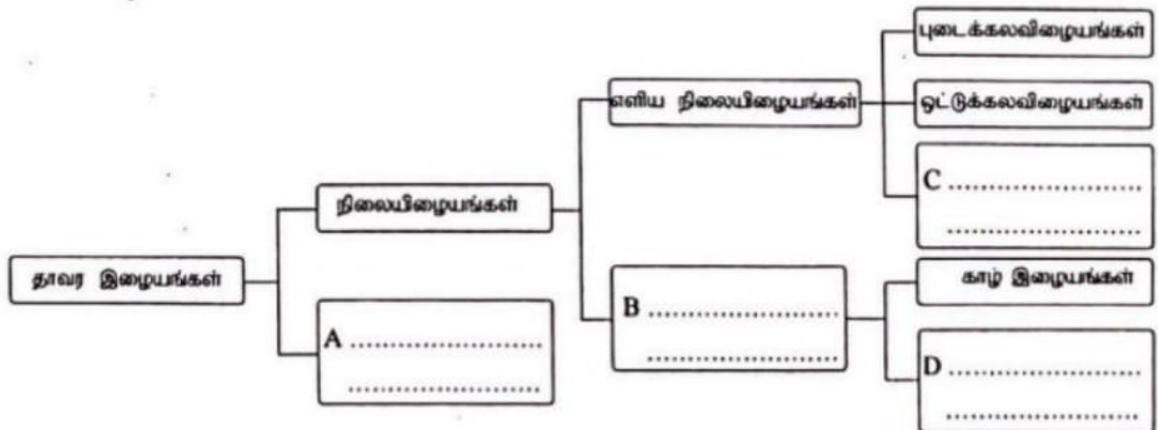 புடைக்கலவிழையங்கள்
எளிய நிலையிழையங்கள்
ஒட்டுக்கலவிழையங்கள்
C ........................
........................
நிலையிழையங்கள்
தாவர இழையங்கள்
காழ் இழையங்கள்
B ........................
........................
A ........................
........................
D ........................
........................